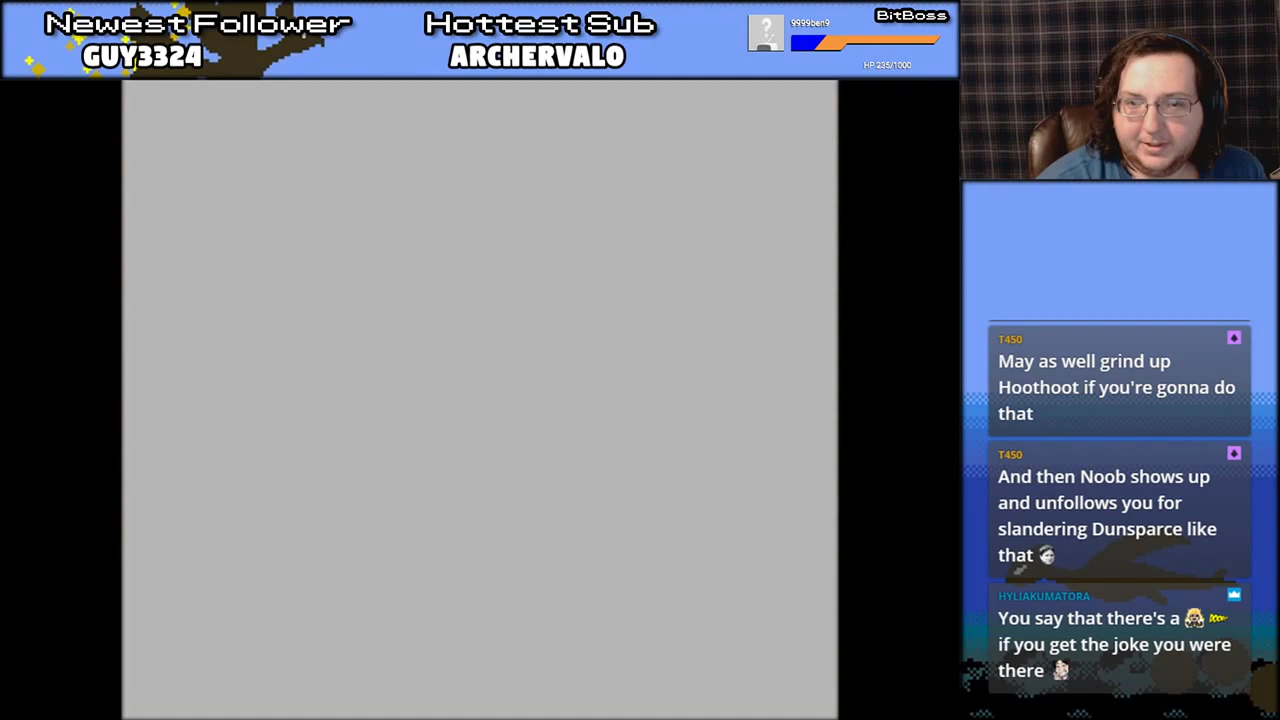 Newest Follower
GUY3324
Hottest Sub
ARCHERVALO
9999ben9
BitBoss
HP 235/1000
T450
May as well grind up
Hoothoot if you're gonna do
that
T450
And then Noob shows up
and unfollows you for
slandering Dunsparce like
that
HYLIAKUMATORA
You say that there's a
if you get the joke you were
there